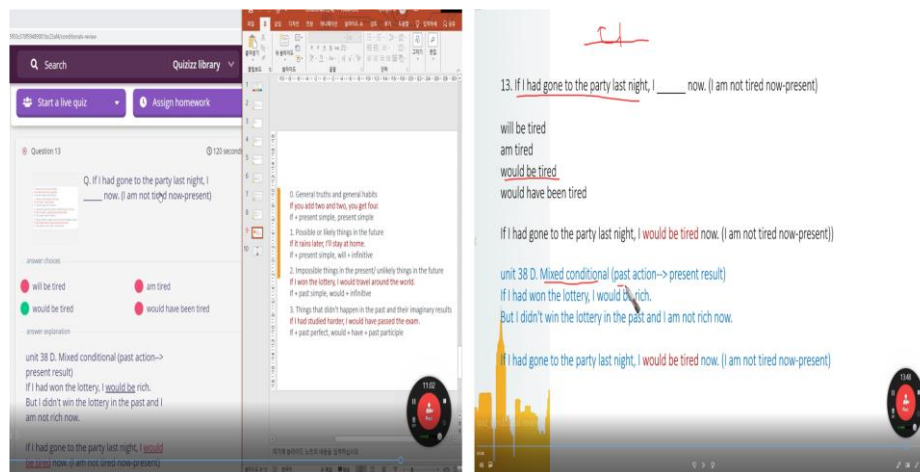 Search
Quizizz library
Start a live quiz
Assign homework
Question 13
120 seconds
Q. If I had gone to the party last night, I
_____ now. (I am not tired now-present)
answer choices
will be tired
am tired
would be tired
would have been tired
answer explanation
unit 38 D. Mixed conditional (past action-->
present result)
If I had won the lottery, I would be rich.
But I didn't win the lottery in the past and I
am not rich now.
If I had gone to the party last night, I would
be tired now. (I am not tired now-present)
0. General truths and general habits
If you add two and two, you get four.
If + present simple, present simple
1. Possible or likely things in the future
If it rains later, I'll stay at home.
If + present simple, will + infinitive
2. Impossible things in the present/ unlikely things in the future
If I won the lottery, I would travel around the world.
If + past simple, would + infinitive
3. Things that didn't happen in the past and their imaginary results
If I had studied harder, I would have passed the exam.
If + past perfect, would + have + past participle
11:02
13. If I had gone to the party last night, I _____ now. (I am not tired now-present)
will be tired
am tired
would be tired
would have been tired
If I had gone to the party last night, I would be tired now. (I am not tired now-present))
unit 38 D. Mixed conditional (past action--> present result)
If I had won the lottery, I would be rich.
But I didn't win the lottery in the past and I am not rich now.
If I had gone to the party last night, I would be tired now. (I am not tired now-present)
13:48